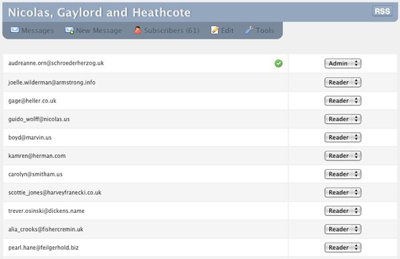 Nicolas, Gaylord and Heathcote
RSS
Messages New Message Subscribers (61) Edit Tools
audreanne.orn@schroederherzog.uk Admin
joelle.wilderman@armstrong.info Reader
gage@heller.co.uk Reader
guido_wolff@nicolas.us Reader
boyd@marvin.us Reader
kamren@herman.com Reader
carolyn@smitham.us Reader
scottie_jones@harveyfranecki.co.uk Reader
trever.osinski@dickens.name Reader
alia_crooks@fishercremin.uk Reader
pearl.hane@feilgerhold.biz Reader